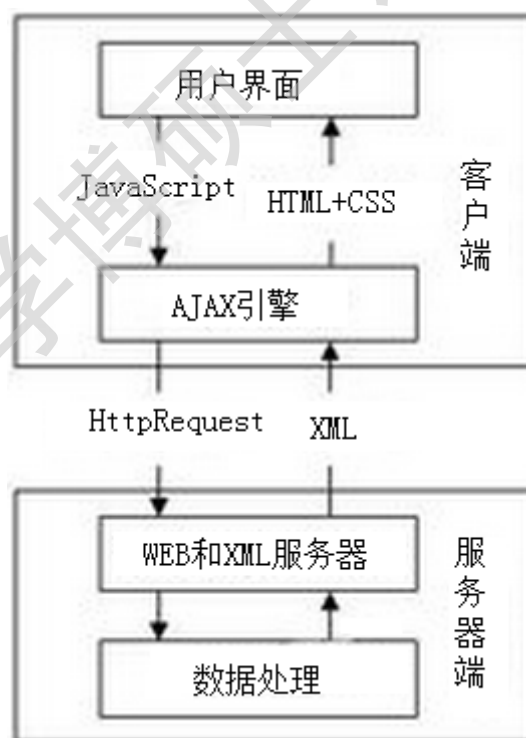 用户界面
JavaScript
HTML+CSS
客户端
AJAX引擎
HttpRequest
XML
WEB和XML服务器
服务器端
数据处理